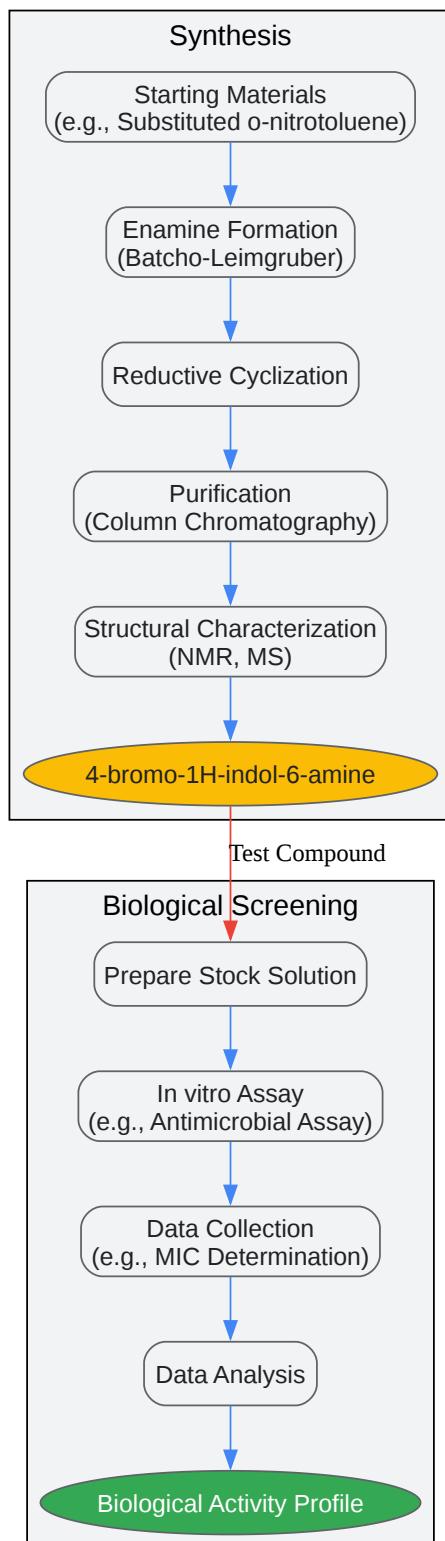 Synthesis
Starting Materials
(e.g., Substituted o-nitrotoluene)
Enamine Formation
(Batcho-Leimgruber)
Reductive Cyclization
Purification
(Column Chromatography)
Structural Characterization
(NMR, MS)
4-bromo-1H-indol-6-amine
Test Compound
Biological Screening
Prepare Stock Solution
In vitro Assay
(e.g., Antimicrobial Assay)
Data Collection
(e.g., MIC Determination)
Data Analysis
Biological Activity Profile